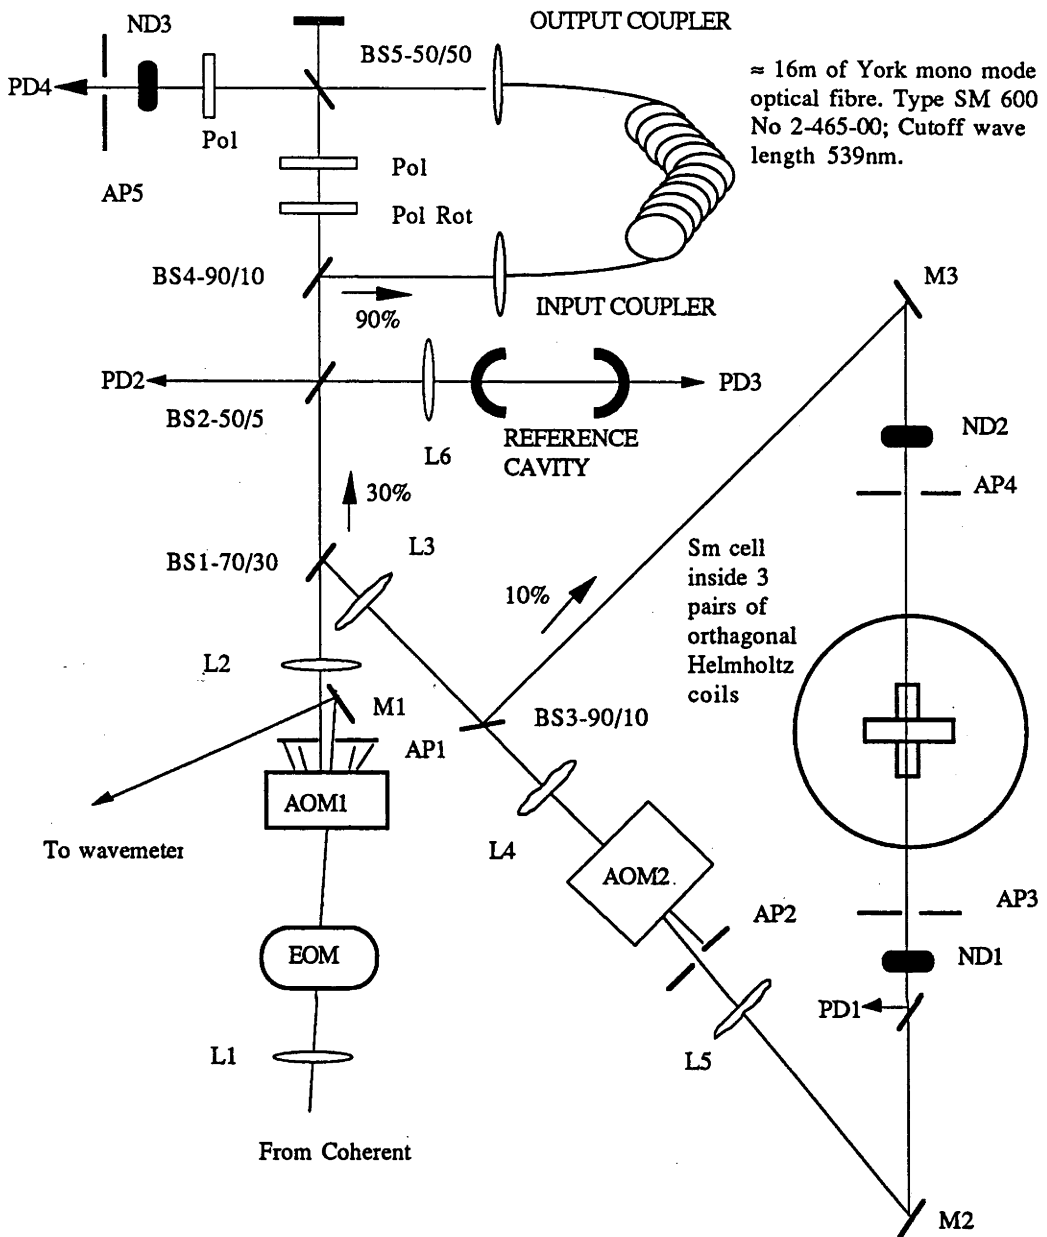 OUTPUT COUPLER
ND3
BS5-50/50
≈ 16m of York mono mode
optical fibre. Type SM 600
No 2-465-00; Cutoff wave
length 539nm.
PD4
Pol
AP5
Pol
Pol Rot
BS4-90/10
90%
INPUT COUPLER
M3
PD2
PD3
BS2-50/5
L6
REFERENCE
CAVITY
ND2
AP4
30%
L3
BS1-70/30
10%
Sm cell
inside 3
pairs of
orthagonal
Helmholtz
coils
L2
M1
BS3-90/10
AP1
AOM1
To wavemeter
L4
AOM2
AP2
AP3
EOM
ND1
PD1
L1
L5
From Coherent
M2